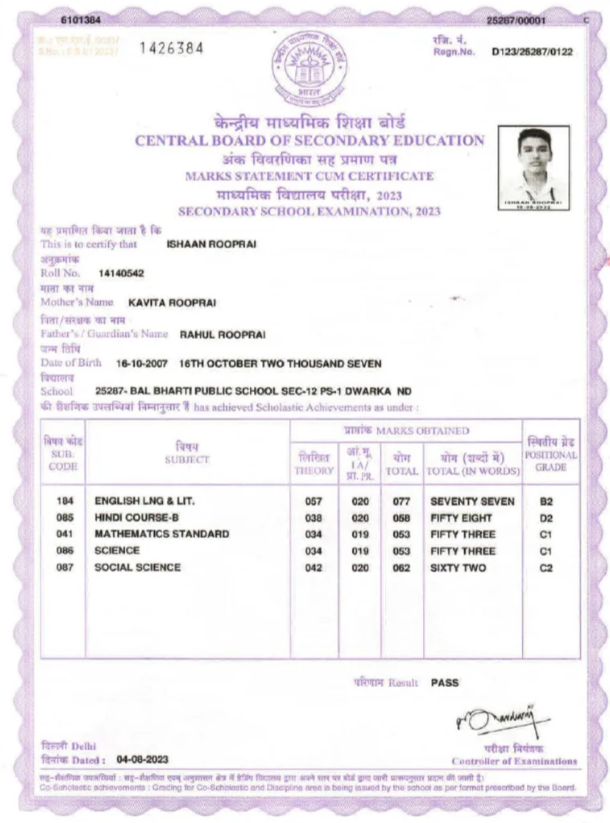 6101384
25287/00001 C
1426384
रजि. नं.
Regn.No. D123/25287/0122
भारत
केन्द्रीय माध्यमिक शिक्षा बोर्ड
CENTRAL BOARD OF SECONDARY EDUCATION
अंक विवरणिका सह प्रमाण पत्र
MARKS STATEMENT CUM CERTIFICATE
माध्यमिक विद्यालय परीक्षा, 2023
SECONDARY SCHOOL EXAMINATION, 2023
ISHAAN ROOPRAI
यह प्रमाणित किया जाता है कि
This is to certify that ISHAAN ROOPRAI
अनुक्रमांक
Roll No. 14140542
माता का नाम
Mother's Name KAVITA ROOPRAI
पिता/संरक्षक का नाम
Father's / Guardian's Name RAHUL ROOPRAI
जन्म तिथि
Date of Birth 16-10-2007 16TH OCTOBER TWO THOUSAND SEVEN
विद्यालय
School 25287- BAL BHARTI PUBLIC SCHOOL SEC-12 PS-1 DWARKA ND
की शैक्षणिक उपलब्धियां निम्नानुसार हैं has achieved Scholastic Achievements as under :
विषय कोड SUB. CODE
विषय SUBJECT
प्राप्तांक MARKS OBTAINED
लिखित THEORY
आं.मू. I.A/ प्रा./PR.
योग TOTAL
योग (शब्दों में) TOTAL (IN WORDS)
स्थितीय ग्रेड POSITIONAL GRADE
184 ENGLISH LNG & LIT. 057 020 077 SEVENTY SEVEN B2
085 HINDI COURSE-B 038 020 058 FIFTY EIGHT D2
041 MATHEMATICS STANDARD 034 019 053 FIFTY THREE C1
086 SCIENCE 034 019 053 FIFTY THREE C1
087 SOCIAL SCIENCE 042 020 062 SIXTY TWO C2
परिणाम Result PASS
दिल्ली Delhi
दिनांक Dated : 04-08-2023
परीक्षा नियंत्रक
Controller of Examinations
सह-शैक्षणिक उपलब्धियां : सह-शैक्षणिक एवम् अनुशासन क्षेत्र में ग्रेडिंग विद्यालय द्वारा अपने स्तर पर बोर्ड द्वारा जारी प्रारूपनुसार प्रदान की जाती है।
Co-Scholastic achievements : Grading for Co-Scholastic and Discipline area is being issued by the school as per format prescribed by the Board.